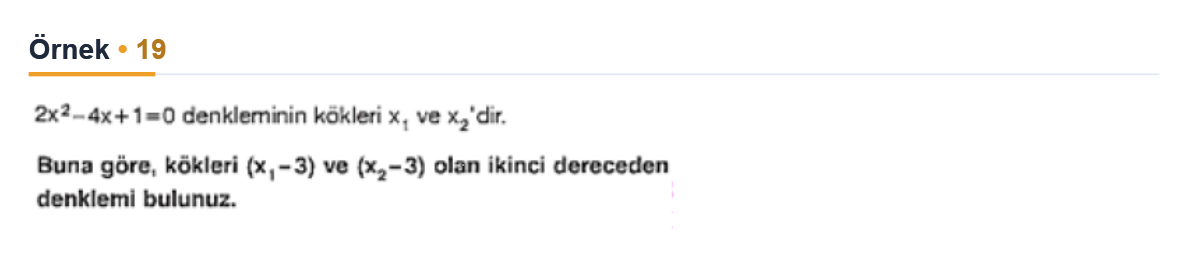 Örnek • 19
2x²-4x+1=0 denkleminin kökleri x₁ ve x₂'dir.
Buna göre, kökleri (x₁-3) ve (x₂-3) olan ikinci dereceden
denklemi bulunuz.